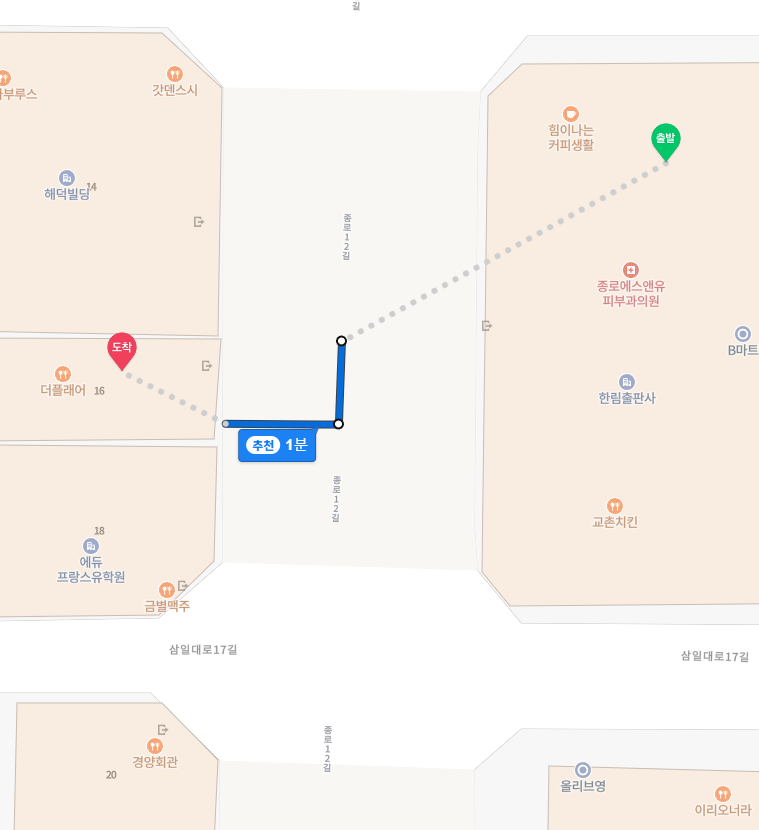 길
갓덴스시
부루스
힘이나는
커피생활
출발
14
해덕빌딩
종로12길
종로에스앤유
피부과의원
B마트
도착
더플래어
16
한림출판사
추천 1분
종로12길
교촌치킨
18
에듀
프랑스유학원
금별맥주
삼일대로17길
삼일대로17길
종로12길
경양회관
20
올리브영
이리오너라